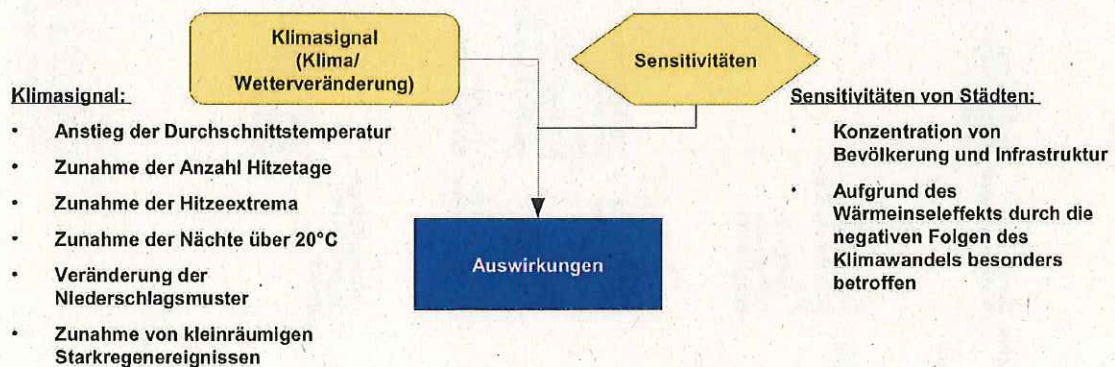 Klimasignal
(Klima/
Wetterveränderung)
Sensitivitäten
Klimasignal:
• Anstieg der Durchschnittstemperatur
• Zunahme der Anzahl Hitzetage
• Zunahme der Hitzeextrema
• Zunahme der Nächte über 20°C
• Veränderung der
Niederschlagsmuster
• Zunahme von kleinräumigen
Starkregenereignissen
Auswirkungen
Sensitivitäten von Städten:
• Konzentration von
Bevölkerung und Infrastruktur
• Aufgrund des
Wärmeinseleffekts durch die
negativen Folgen des
Klimawandels besonders
betroffen